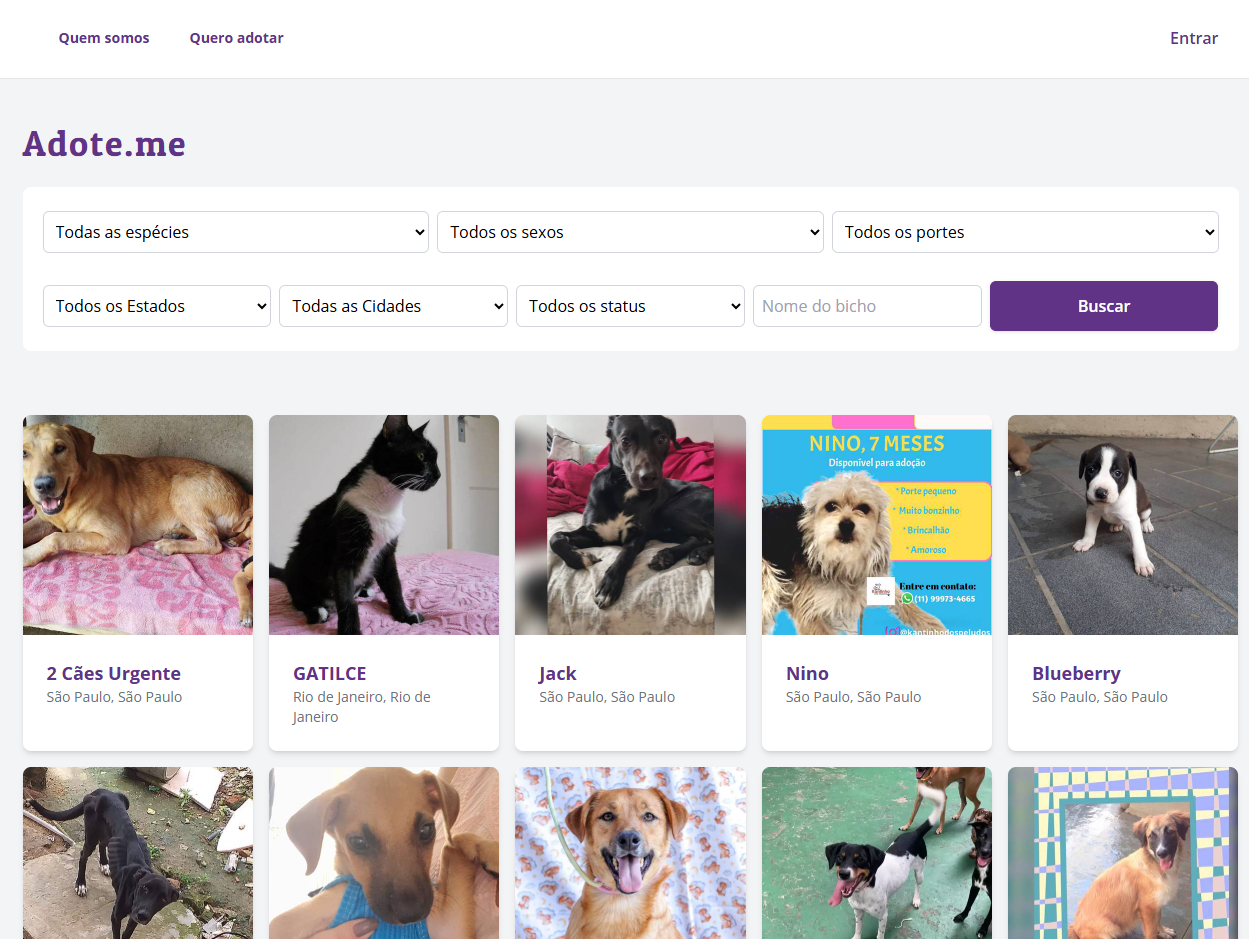 Quem somos
Quero adotar
Entrar
Adote.me
Todas as espécies
Todos os sexos
Todos os portes
Todos os Estados
Todas as Cidades
Todos os status
Nome do bicho
Buscar
NINO, 7 MESES
Disponível para adoção
* Porte pequeno
* Muito bonzinho
* Brincalhão
* Amoroso
Entre em contato:
(11) 99973-4665
@kantinhodospeludos
2 Cães Urgente
São Paulo, São Paulo
GATILCE
Rio de Janeiro, Rio de
Janeiro
Jack
São Paulo, São Paulo
Nino
São Paulo, São Paulo
Blueberry
São Paulo, São Paulo